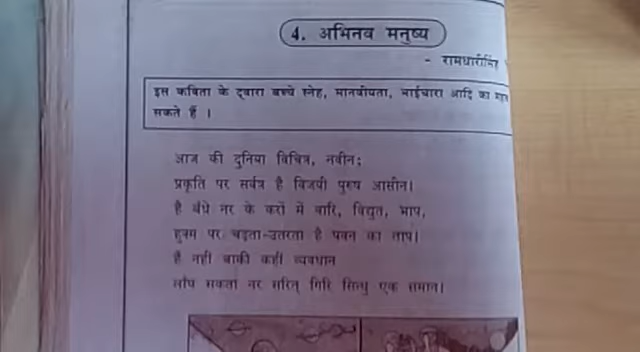 4. अभिनव मनुष्य
- रामधारीसिंह
इस कविता के द्वारा बच्चे स्नेह, मानवीयता, भाईचारा आदि का
सकते हैं ।
आज की दुनिया विचित्र, नवीन;
प्रकृति पर सर्वत्र है विजयी पुरुष आसीन।
है बँधे नर के करों में वारि, विद्युत, भाप,
हुक्म पर चढ़ता-उतरता है पवन का ताप।
है नहीं बाकी कहीं व्यवधान
लाँघ सकता नर सरित् गिरि सिन्धु एक समान।